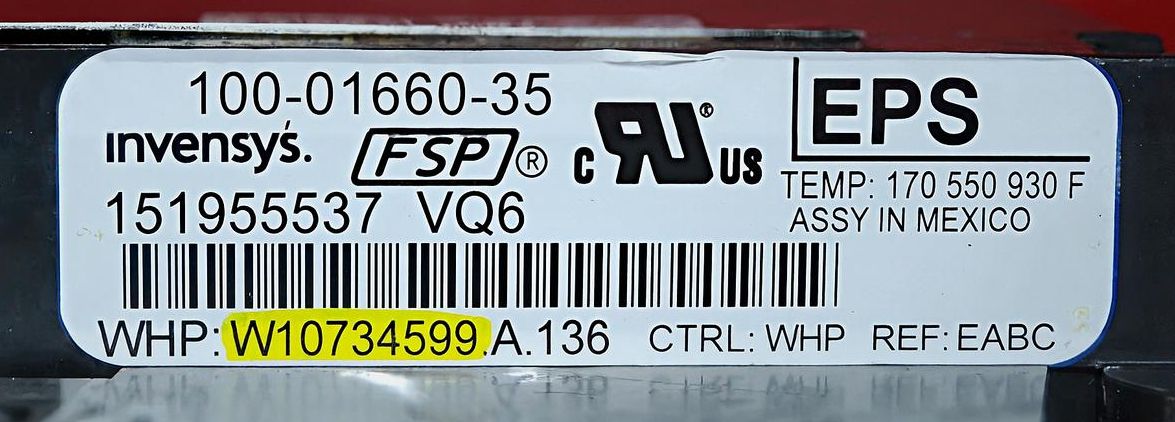 100-01660-35
invensys.
FSP®
c RU® US
EPS
TEMP: 170 550 930 F
ASSY IN MEXICO
151955537 VQ6
WHP:W10734599.A.136 CTRL: WHP REF: EABC